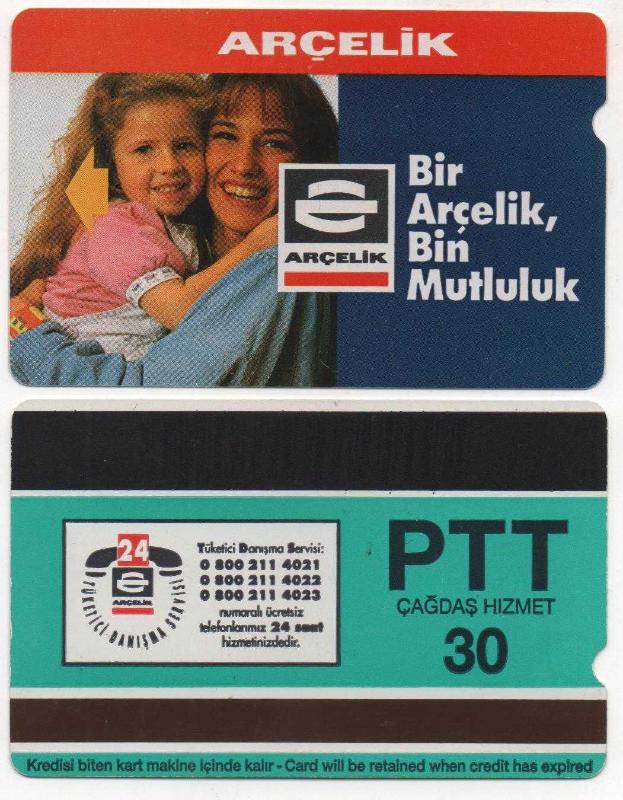 ARÇELİK
Bir
Arçelik,
Bin
Mutluluk
ARÇELİK
24
ARÇELİK
TÜKETİCİ DANIŞMA SERVİSİ
Tüketici Danışma Servisi:
0 800 211 4021
0 800 211 4022
0 800 211 4023
numaralı ücretsiz
telefonlarımız 24 saat
hizmetinizdedir.
PTT
ÇAĞDAŞ HIZMET
30
Kredisi biten kart makine içinde kalır - Card will be retained when credit has expired